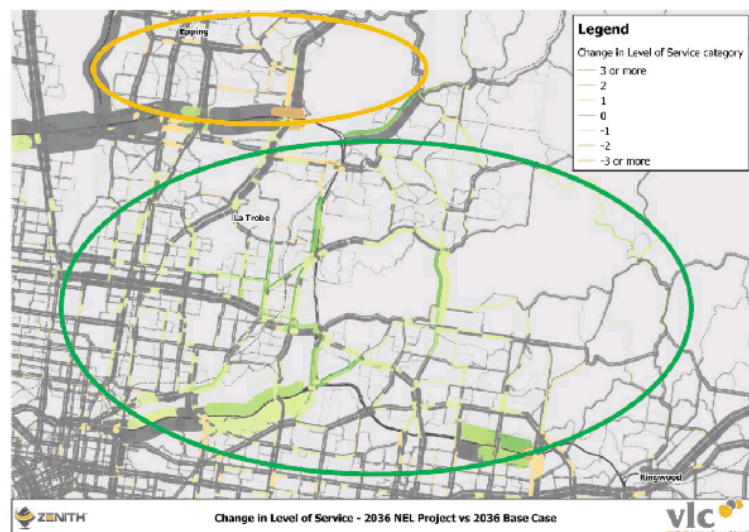 Epping
Legend
Change in Level of Service category
3 or more
2
1
0
-1
-2
-3 or more
La Trobe
Ringwood
ZENITH
Change in Level of Service - 2036 NEL Project vs 2036 Base Case
vlc